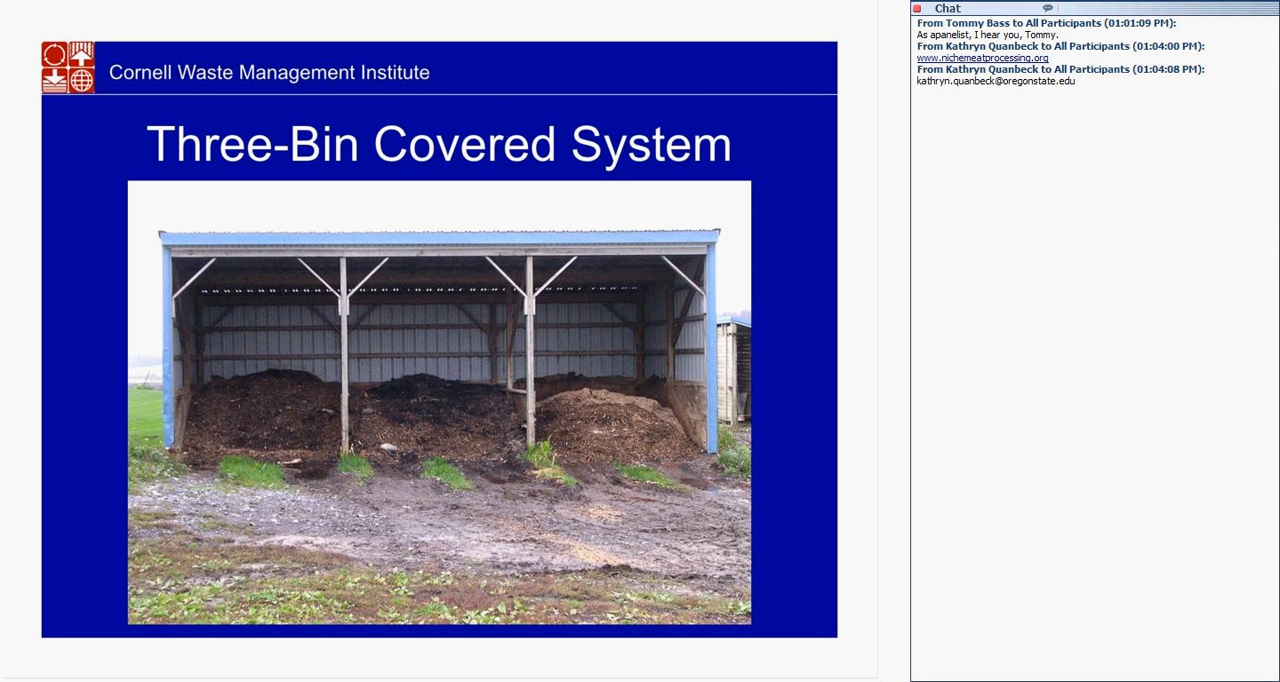 Cornell Waste Management Institute
Three-Bin Covered System
Chat
From Tommy Bass to All Participants (01:01:09 PM):
As apanelist, I hear you, Tommy.
From Kathryn Quanbeck to All Participants (01:04:00 PM):
www.nichemeatprocessing.org
From Kathryn Quanbeck to All Participants (01:04:08 PM):
kathryn.quanbeck@oregonstate.edu